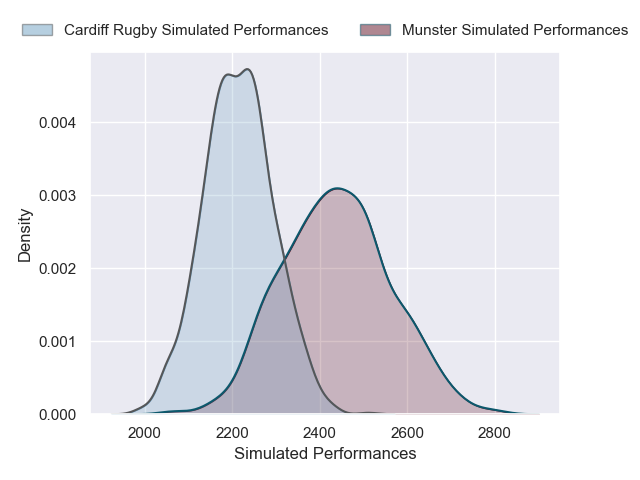 Cardiff Rugby Simulated Performances Munster Simulated Performances
0.004
0.003
0.002
0.001
0.000
Density
2000 2200 2400 2600 2800
Simulated Performances